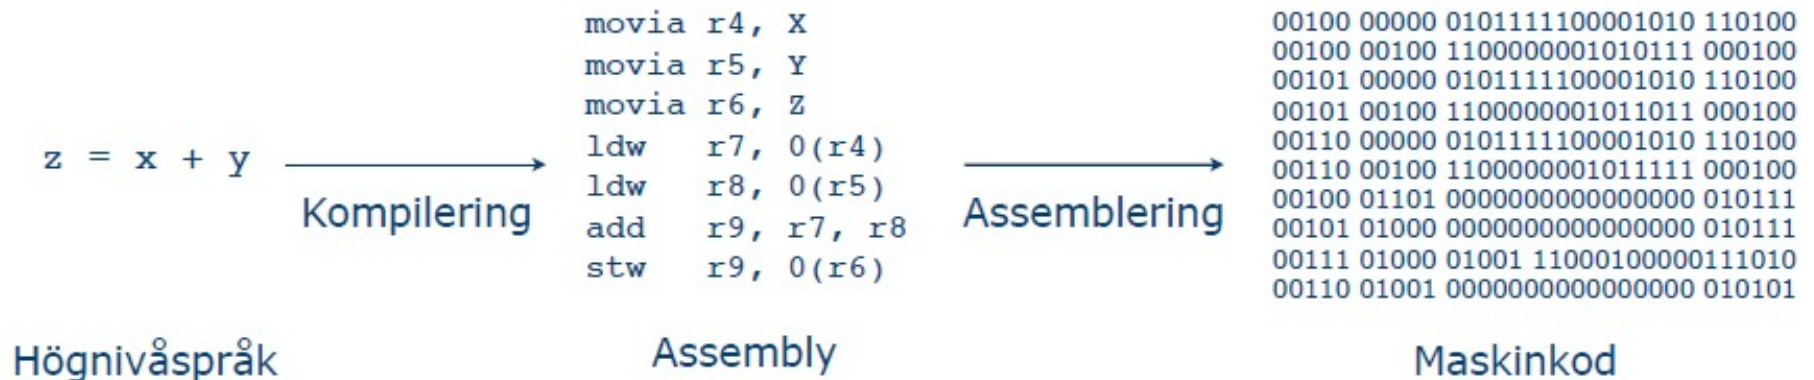 z = x + y
Kompilering
Högnivåspråk
movia r4, X
movia r5, Y
movia r6, Z
ldw r7, 0(r4)
ldw r8, 0(r5)
add r9, r7, r8
stw r9, 0(r6)
Assembly
Assemblering
00100 00000 0101111100001010 110100
00100 00100 1100000001010111 000100
00101 00000 0101111100001010 110100
00101 00100 1100000001011011 000100
00110 00000 0101111100001010 110100
00110 00100 1100000001011111 000100
00100 01101 0000000000000000 010111
00101 01000 0000000000000000 010111
00111 01000 01001 11000100000111010
00110 01001 0000000000000000 010101
Maskinkod